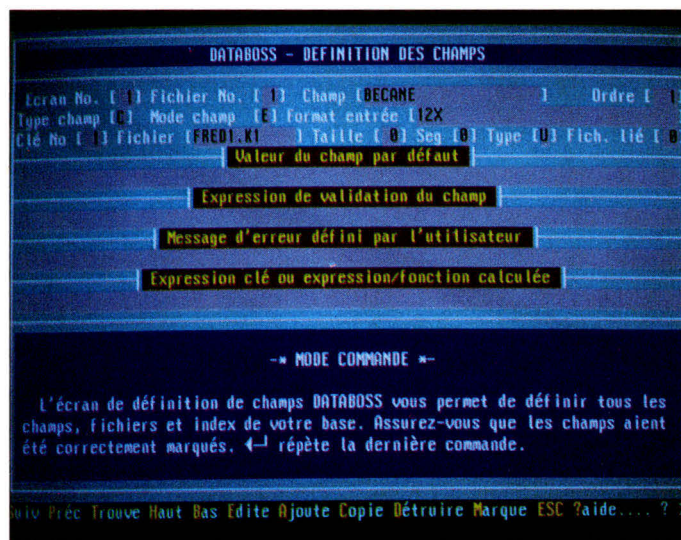 DATABOSS - DEFINITION DES CHAMPS
Ecran No. [ 1] Fichier No. [ 1] Champ [BECANE ] Ordre [ 1]
Type champ [C] Mode champ [E] Format entrée [12X
Clé No [ 1] Fichier [FRED1.K1 ] Taille [ 0] Seg [0] Type [U] Fich. lié [ 0
Valeur du champ par défaut
Expression de validation du champ
Message d'erreur défini par l'utilisateur
Expression clé ou expression/fonction calculée
-* MODE COMMANDE *-
L'écran de définition de champs DATABOSS vous permet de définir tous les
champs, fichiers et index de votre base. Assurez-vous que les champs aient
été correctement marqués. ◄─┘ répète la dernière commande.
Suiv Préc Trouve Haut Bas Edite Ajoute Copie Détruire Marque ESC ?aide.... ?